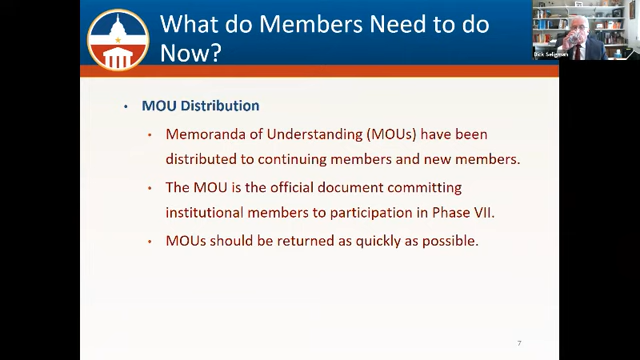 What do Members Need to do
Now?
Dick Seligman
• MOU Distribution
• Memoranda of Understanding (MOUs) have been
distributed to continuing members and new members.
• The MOU is the official document committing
institutional members to participation in Phase VII.
• MOUs should be returned as quickly as possible.
7